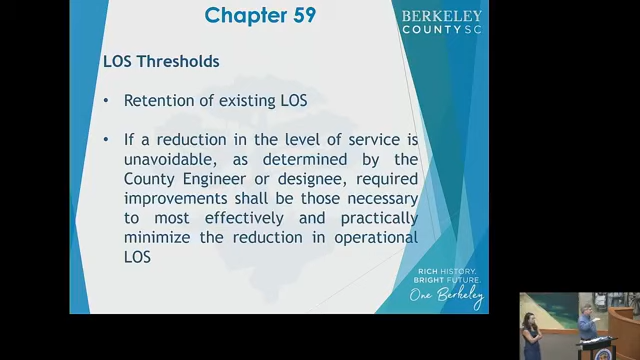 Chapter 59
BERKELEY
COUNTY SC
LOS Thresholds
• Retention of existing LOS
• If a reduction in the level of service is
unavoidable, as determined by the
County Engineer or designee, required
improvements shall be those necessary
to most effectively and practically
minimize the reduction in operational
LOS
RICH HISTORY.
BRIGHT FUTURE.
One Berkeley